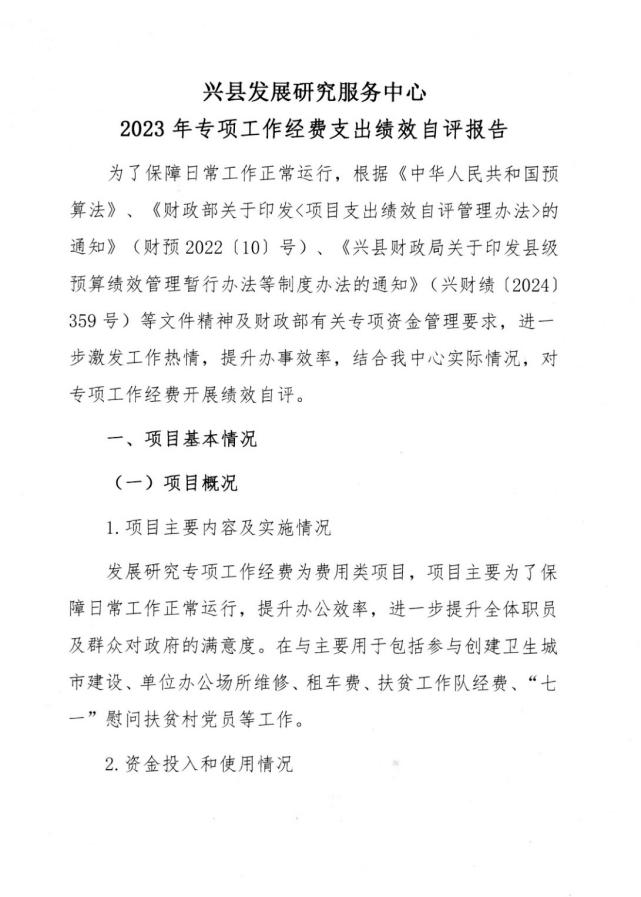 兴县发展研究服务中心
2023 年专项工作经费支出绩效自评报告
为了保障日常工作正常运行，根据《中华人民共和国预
算法》、《财政部关于印发<项目支出绩效自评管理办法>的
通知》（财预 2022〔10〕号）、《兴县财政局关于印发县级
预算绩效管理暂行办法等制度办法的通知》（兴财绩〔2024〕
359 号）等文件精神及财政部有关专项资金管理要求，进一
步激发工作热情，提升办事效率，结合我中心实际情况，对
专项工作经费开展绩效自评。
一、项目基本情况
（一）项目概况
1.项目主要内容及实施情况
发展研究专项工作经费为费用类项目，项目主要为了保
障日常工作正常运行，提升办公效率，进一步提升全体职员
及群众对政府的满意度。在与主要用于包括参与创建卫生城
市建设、单位办公场所维修、租车费、扶贫工作队经费、“七
一”慰问扶贫村党员等工作。
2.资金投入和使用情况